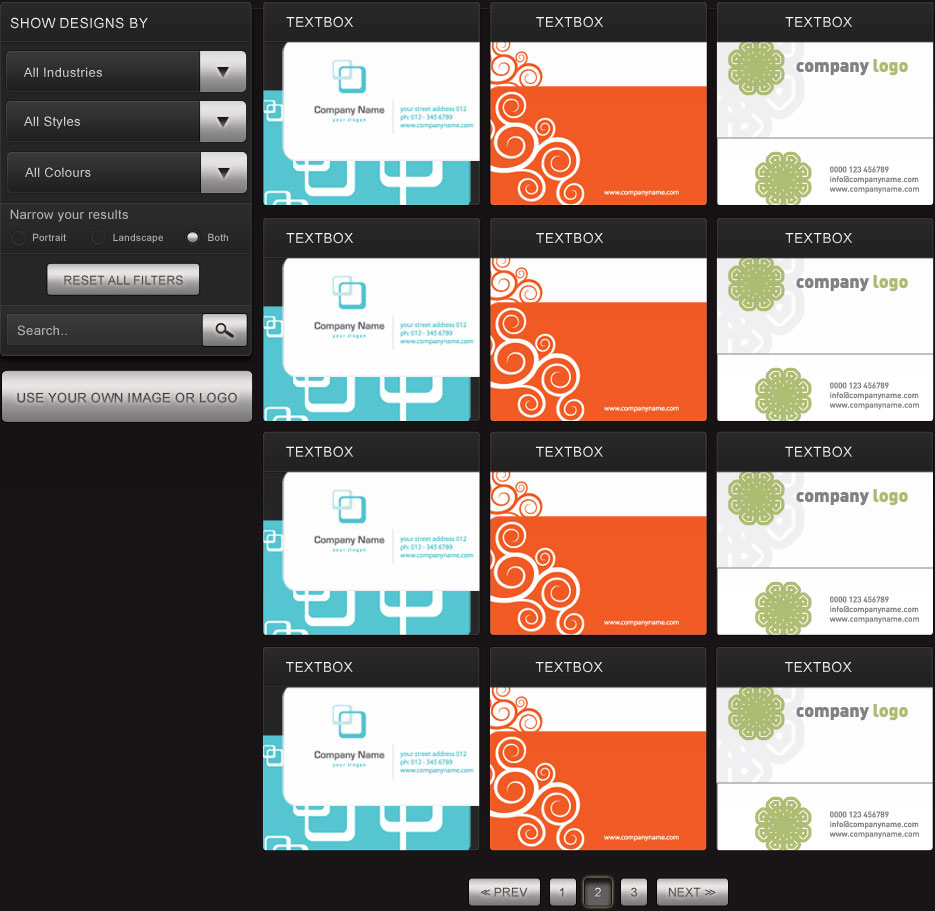 SHOW DESIGNS BY
All Industries
All Styles
All Colours
Narrow your results
Portrait Landscape Both
RESET ALL FILTERS
Search..
USE YOUR OWN IMAGE OR LOGO
TEXTBOX
Company Name
your slogan
your street address 012
ph: 012 - 345 6789
www.companyname.com
TEXTBOX
www.companyname.com
TEXTBOX
company logo
0000 123 456789
info@companyname.com
www.companyname.com
TEXTBOX
Company Name
your slogan
your street address 012
ph: 012 - 345 6789
www.companyname.com
TEXTBOX
www.companyname.com
TEXTBOX
company logo
0000 123 456789
info@companyname.com
www.companyname.com
TEXTBOX
Company Name
your slogan
your street address 012
ph: 012 - 345 6789
www.companyname.com
TEXTBOX
www.companyname.com
TEXTBOX
company logo
0000 123 456789
info@companyname.com
www.companyname.com
TEXTBOX
Company Name
your slogan
your street address 012
ph: 012 - 345 6789
www.companyname.com
TEXTBOX
www.companyname.com
TEXTBOX
company logo
0000 123 456789
info@companyname.com
www.companyname.com
≪ PREV 1 2 3 NEXT ≫